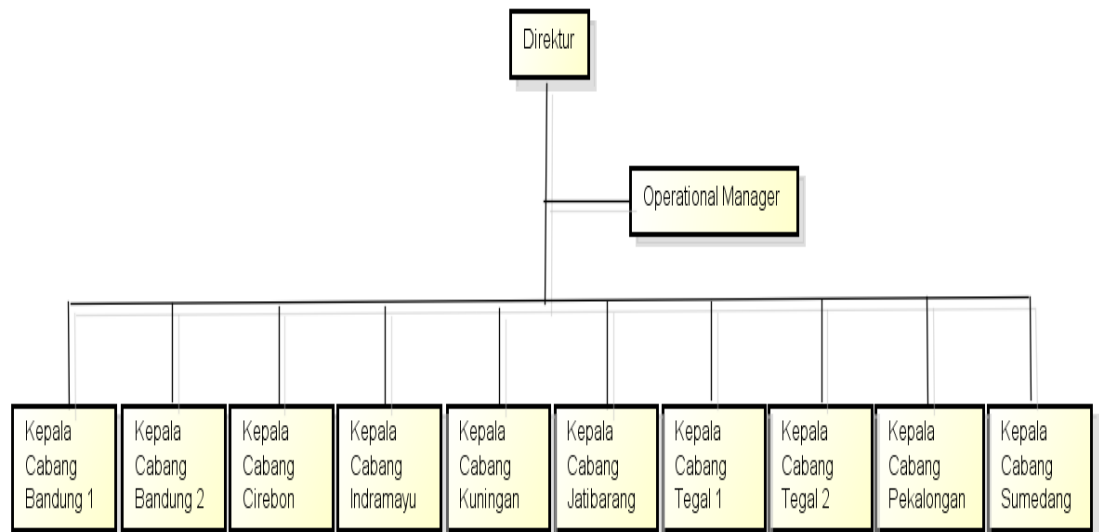 Direktur
Operational Manager
Kepala
Cabang
Bandung 1
Kepala
Cabang
Bandung 2
Kepala
Cabang
Cirebon
Kepala
Cabang
Indramayu
Kepala
Cabang
Kuningan
Kepala
Cabang
Jatibarang
Kepala
Cabang
Tegal 1
Kepala
Cabang
Tegal 2
Kepala
Cabang
Pekalongan
Kepala
Cabang
Sumedang